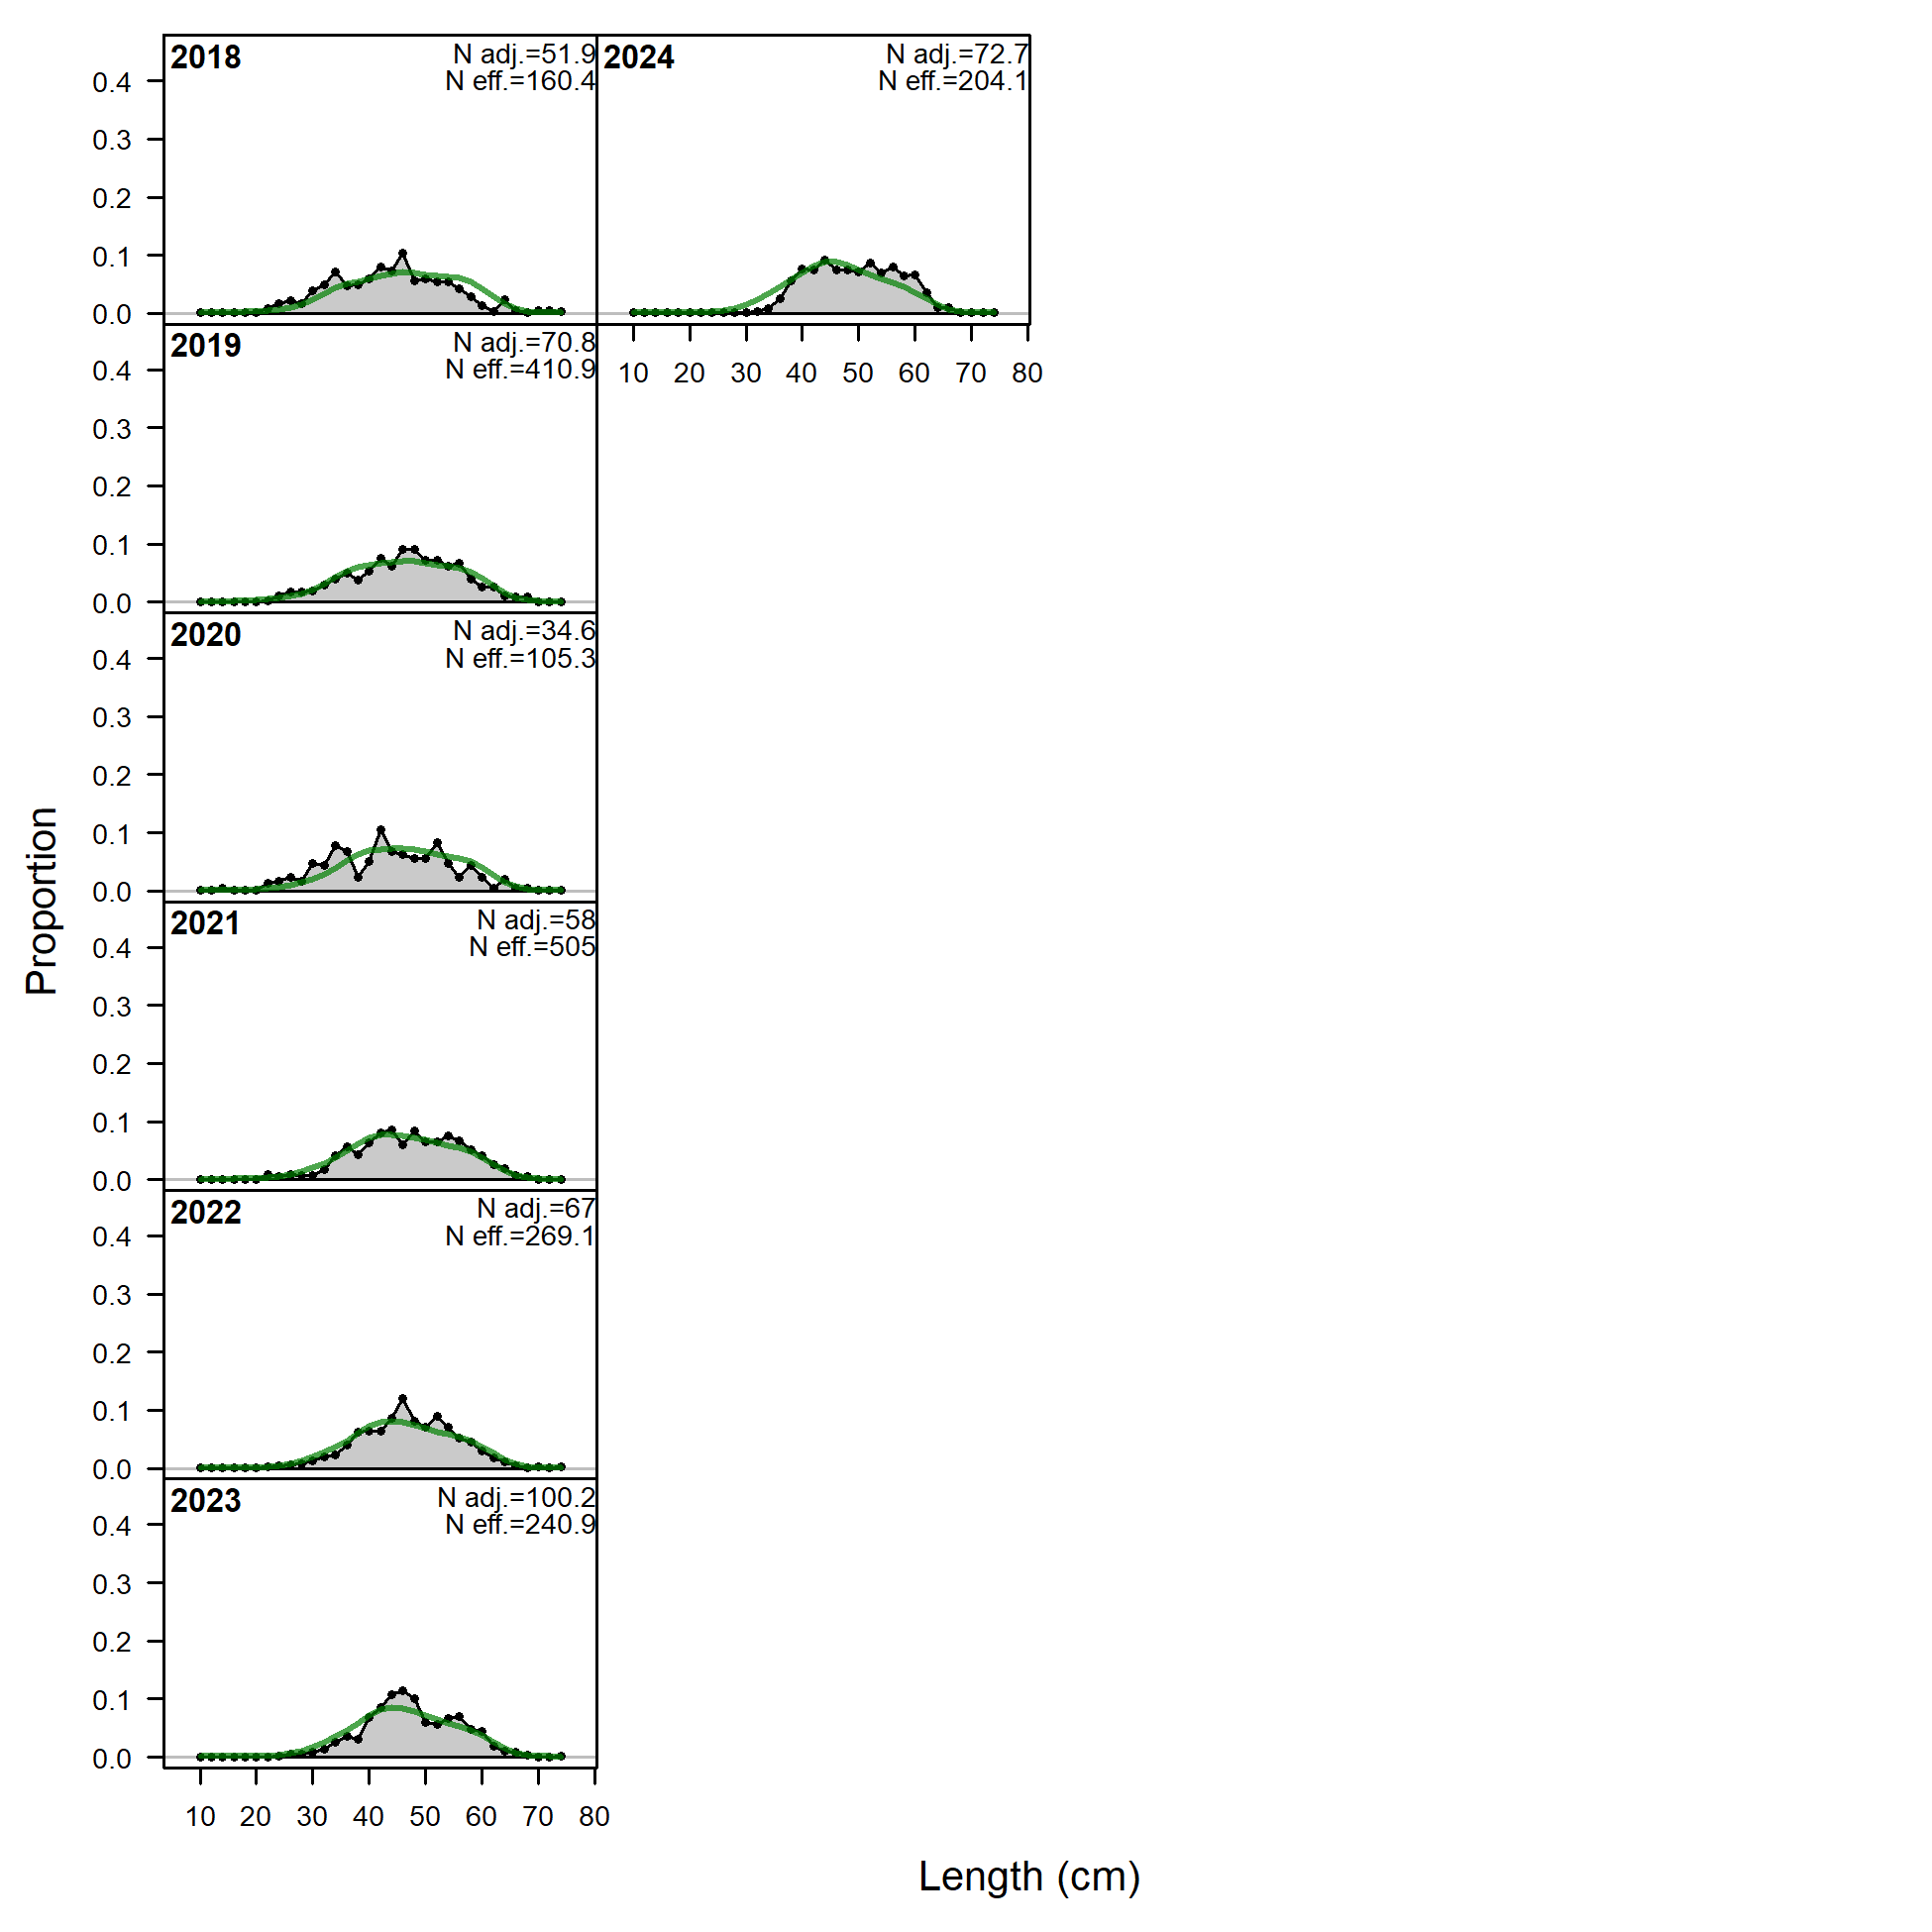 2018
N adj.=51.9
N eff.=160.4
0.4
0.3
0.2
0.1
0.0
2024
N adj.=72.7
N eff.=204.1
10 20 30 40 50 60 70 80
2019
N adj.=70.8
N eff.=410.9
0.4
0.3
0.2
0.1
0.0
2020
N adj.=34.6
N eff.=105.3
0.4
0.3
0.2
0.1
0.0
2021
N adj.=58
N eff.=505
0.4
0.3
0.2
0.1
0.0
2022
N adj.=67
N eff.=269.1
0.4
0.3
0.2
0.1
0.0
2023
N adj.=100.2
N eff.=240.9
0.4
0.3
0.2
0.1
0.0
10 20 30 40 50 60 70 80
Proportion
Length (cm)